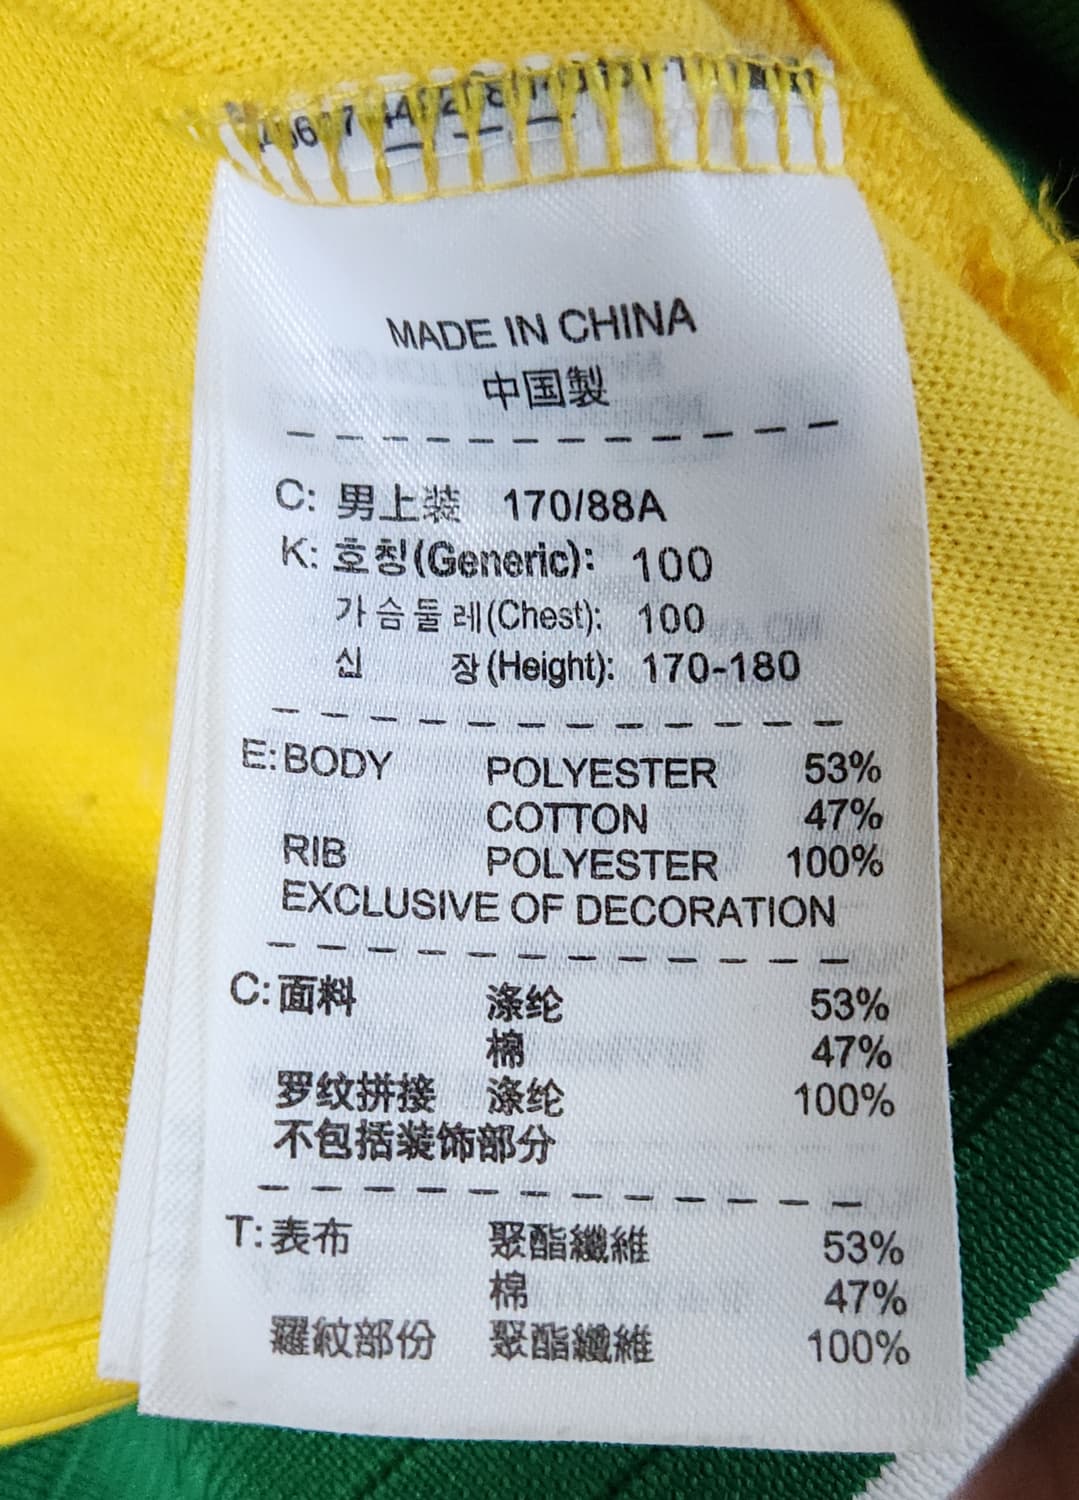 MADE IN CHINA
中国製
C: 男上装 170/88A
K: 호칭(Generic): 100
가슴둘레(Chest): 100
신 장(Height): 170-180
E: BODY POLYESTER 53%
COTTON 47%
RIB POLYESTER 100%
EXCLUSIVE OF DECORATION
C: 面料 涤纶 53%
棉 47%
罗纹拼接 涤纶 100%
不包括装饰部分
T: 表布 聚酯纖維 53%
棉 47%
羅紋部份 聚酯纖維 100%